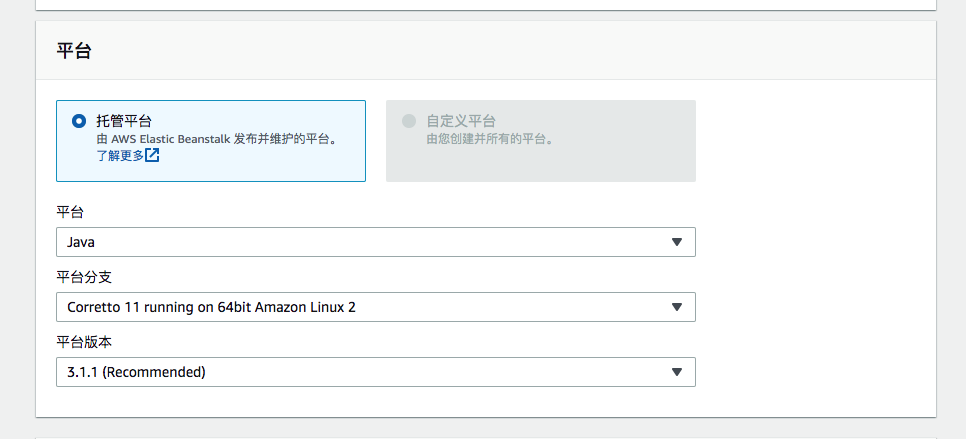 平台
托管平台
由 AWS Elastic Beanstalk 发布并维护的平台。
了解更多
自定义平台
由您创建并所有的平台。
平台
Java
平台分支
Corretto 11 running on 64bit Amazon Linux 2
平台版本
3.1.1 (Recommended)